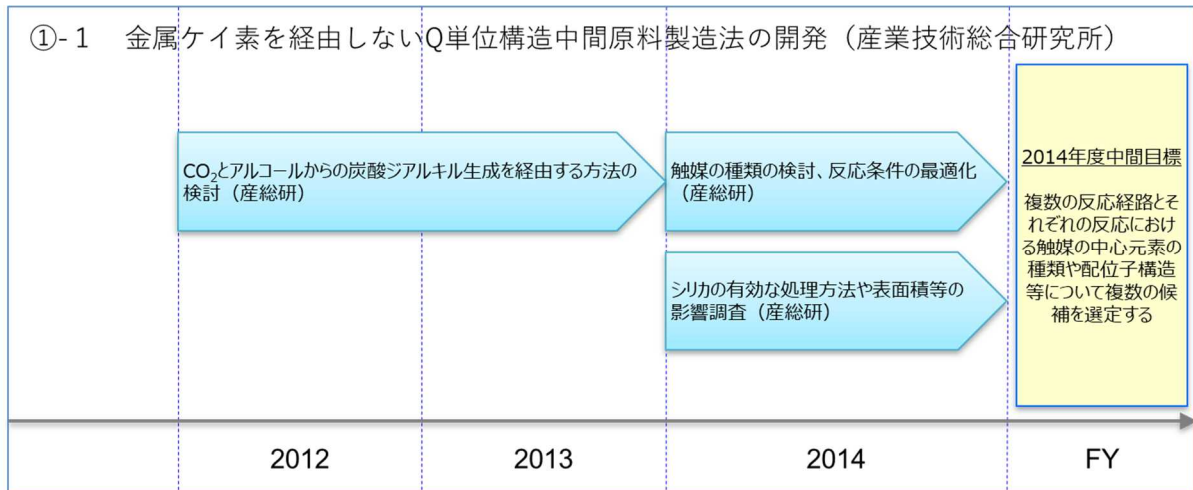 ①-１　金属ケイ素を経由しないQ単位構造中間原料製造法の開発（産業技術総合研究所）
CO₂とアルコールからの炭酸ジアルキル生成を経由する方法の
検討（産総研）
触媒の種類の検討、反応条件の最適化
（産総研）
シリカの有効な処理方法や表面積等の
影響調査（産総研）
2014年度中間目標
複数の反応経路とそ
れぞれの反応におけ
る触媒の中心元素の
種類や配位子構造
等について複数の候
補を選定する
2012
2013
2014
FY